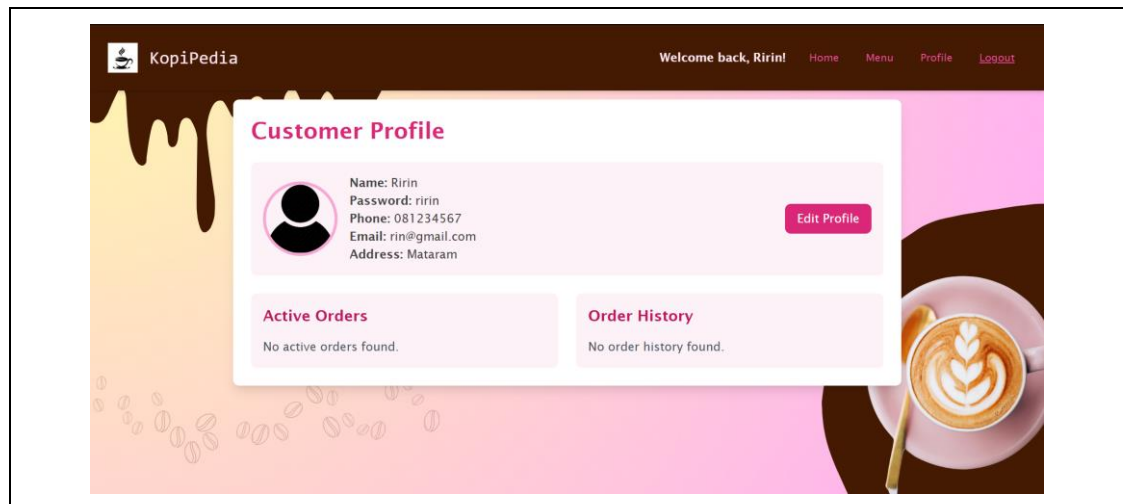 KopiPedia
Welcome back, Ririn! Home Menu Profile Logout
Customer Profile
Name: Ririn
Password: ririn
Phone: 081234567
Email: rin@gmail.com
Address: Mataram
Edit Profile
Active Orders
No active orders found.
Order History
No order history found.